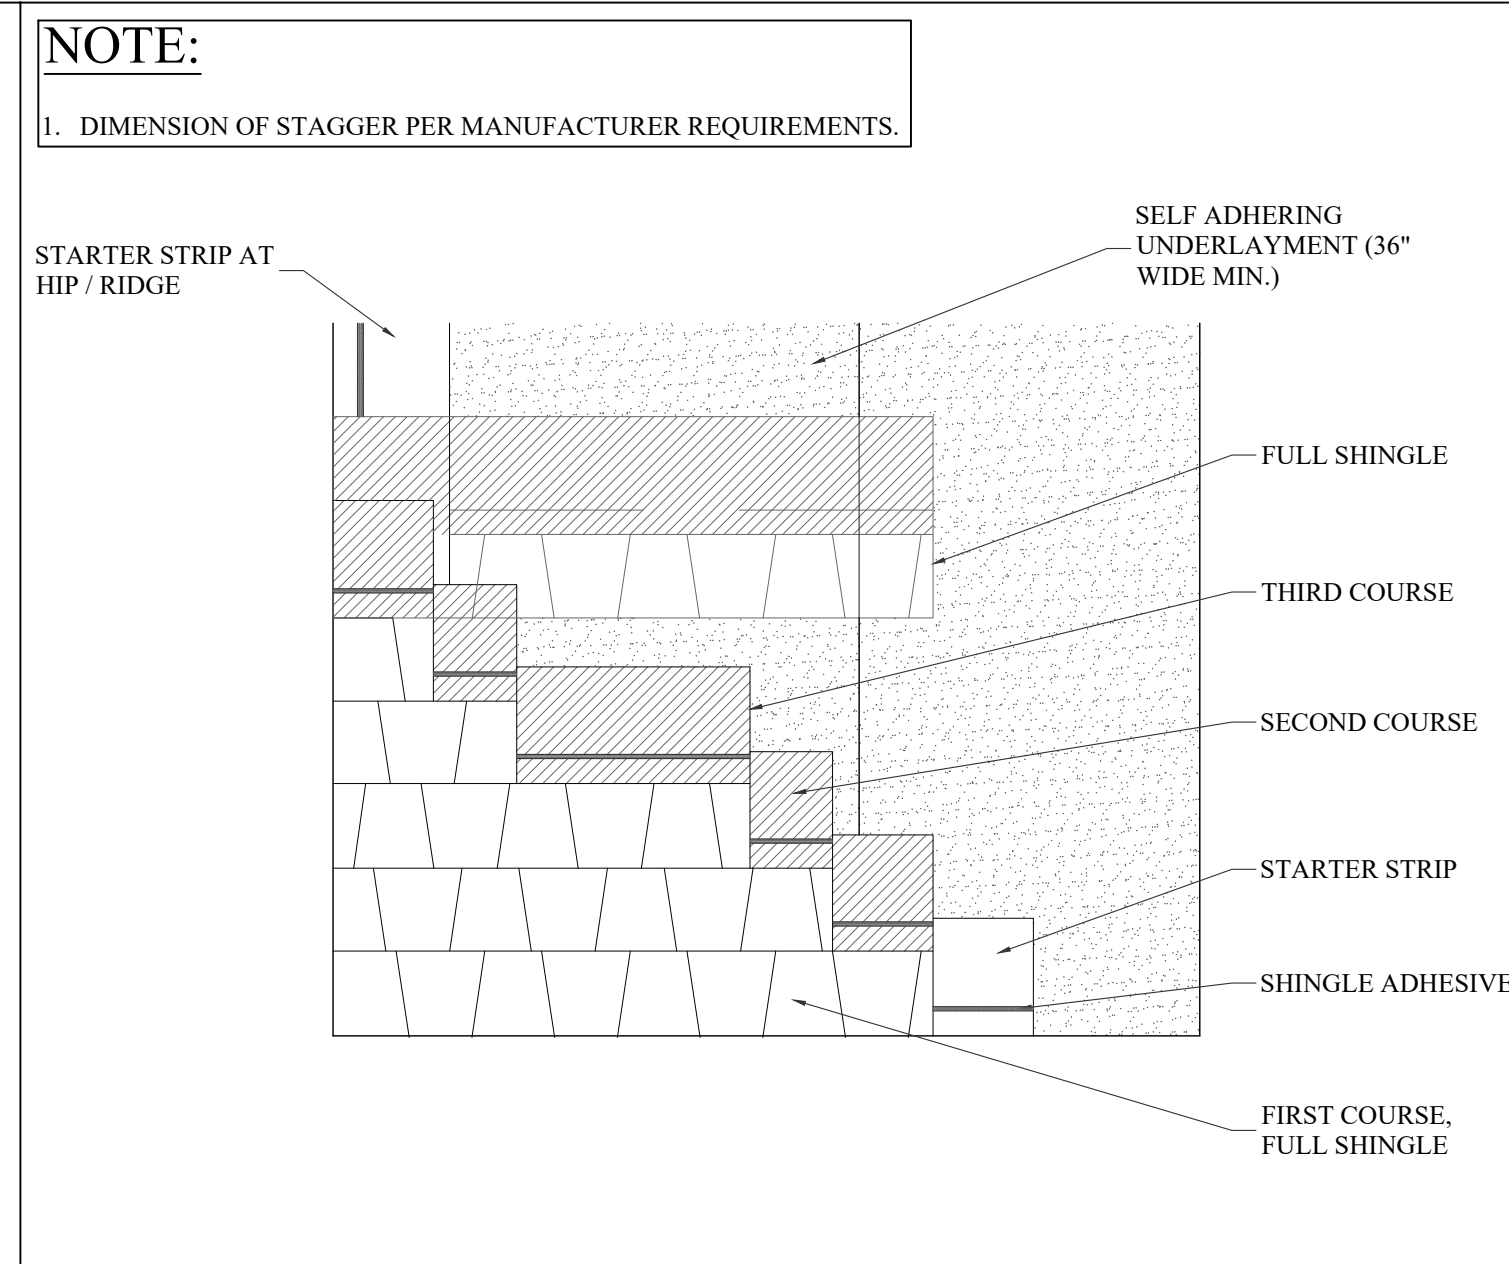 NOTE:
1. DIMENSION OF STAGGER PER MANUFACTURER REQUIREMENTS.
STARTER STRIP AT
HIP / RIDGE
SELF ADHERING
UNDERLAYMENT (36"
WIDE MIN.)
FULL SHINGLE
THIRD COURSE
SECOND COURSE
STARTER STRIP
SHINGLE ADHESIVE
FIRST COURSE,
FULL SHINGLE